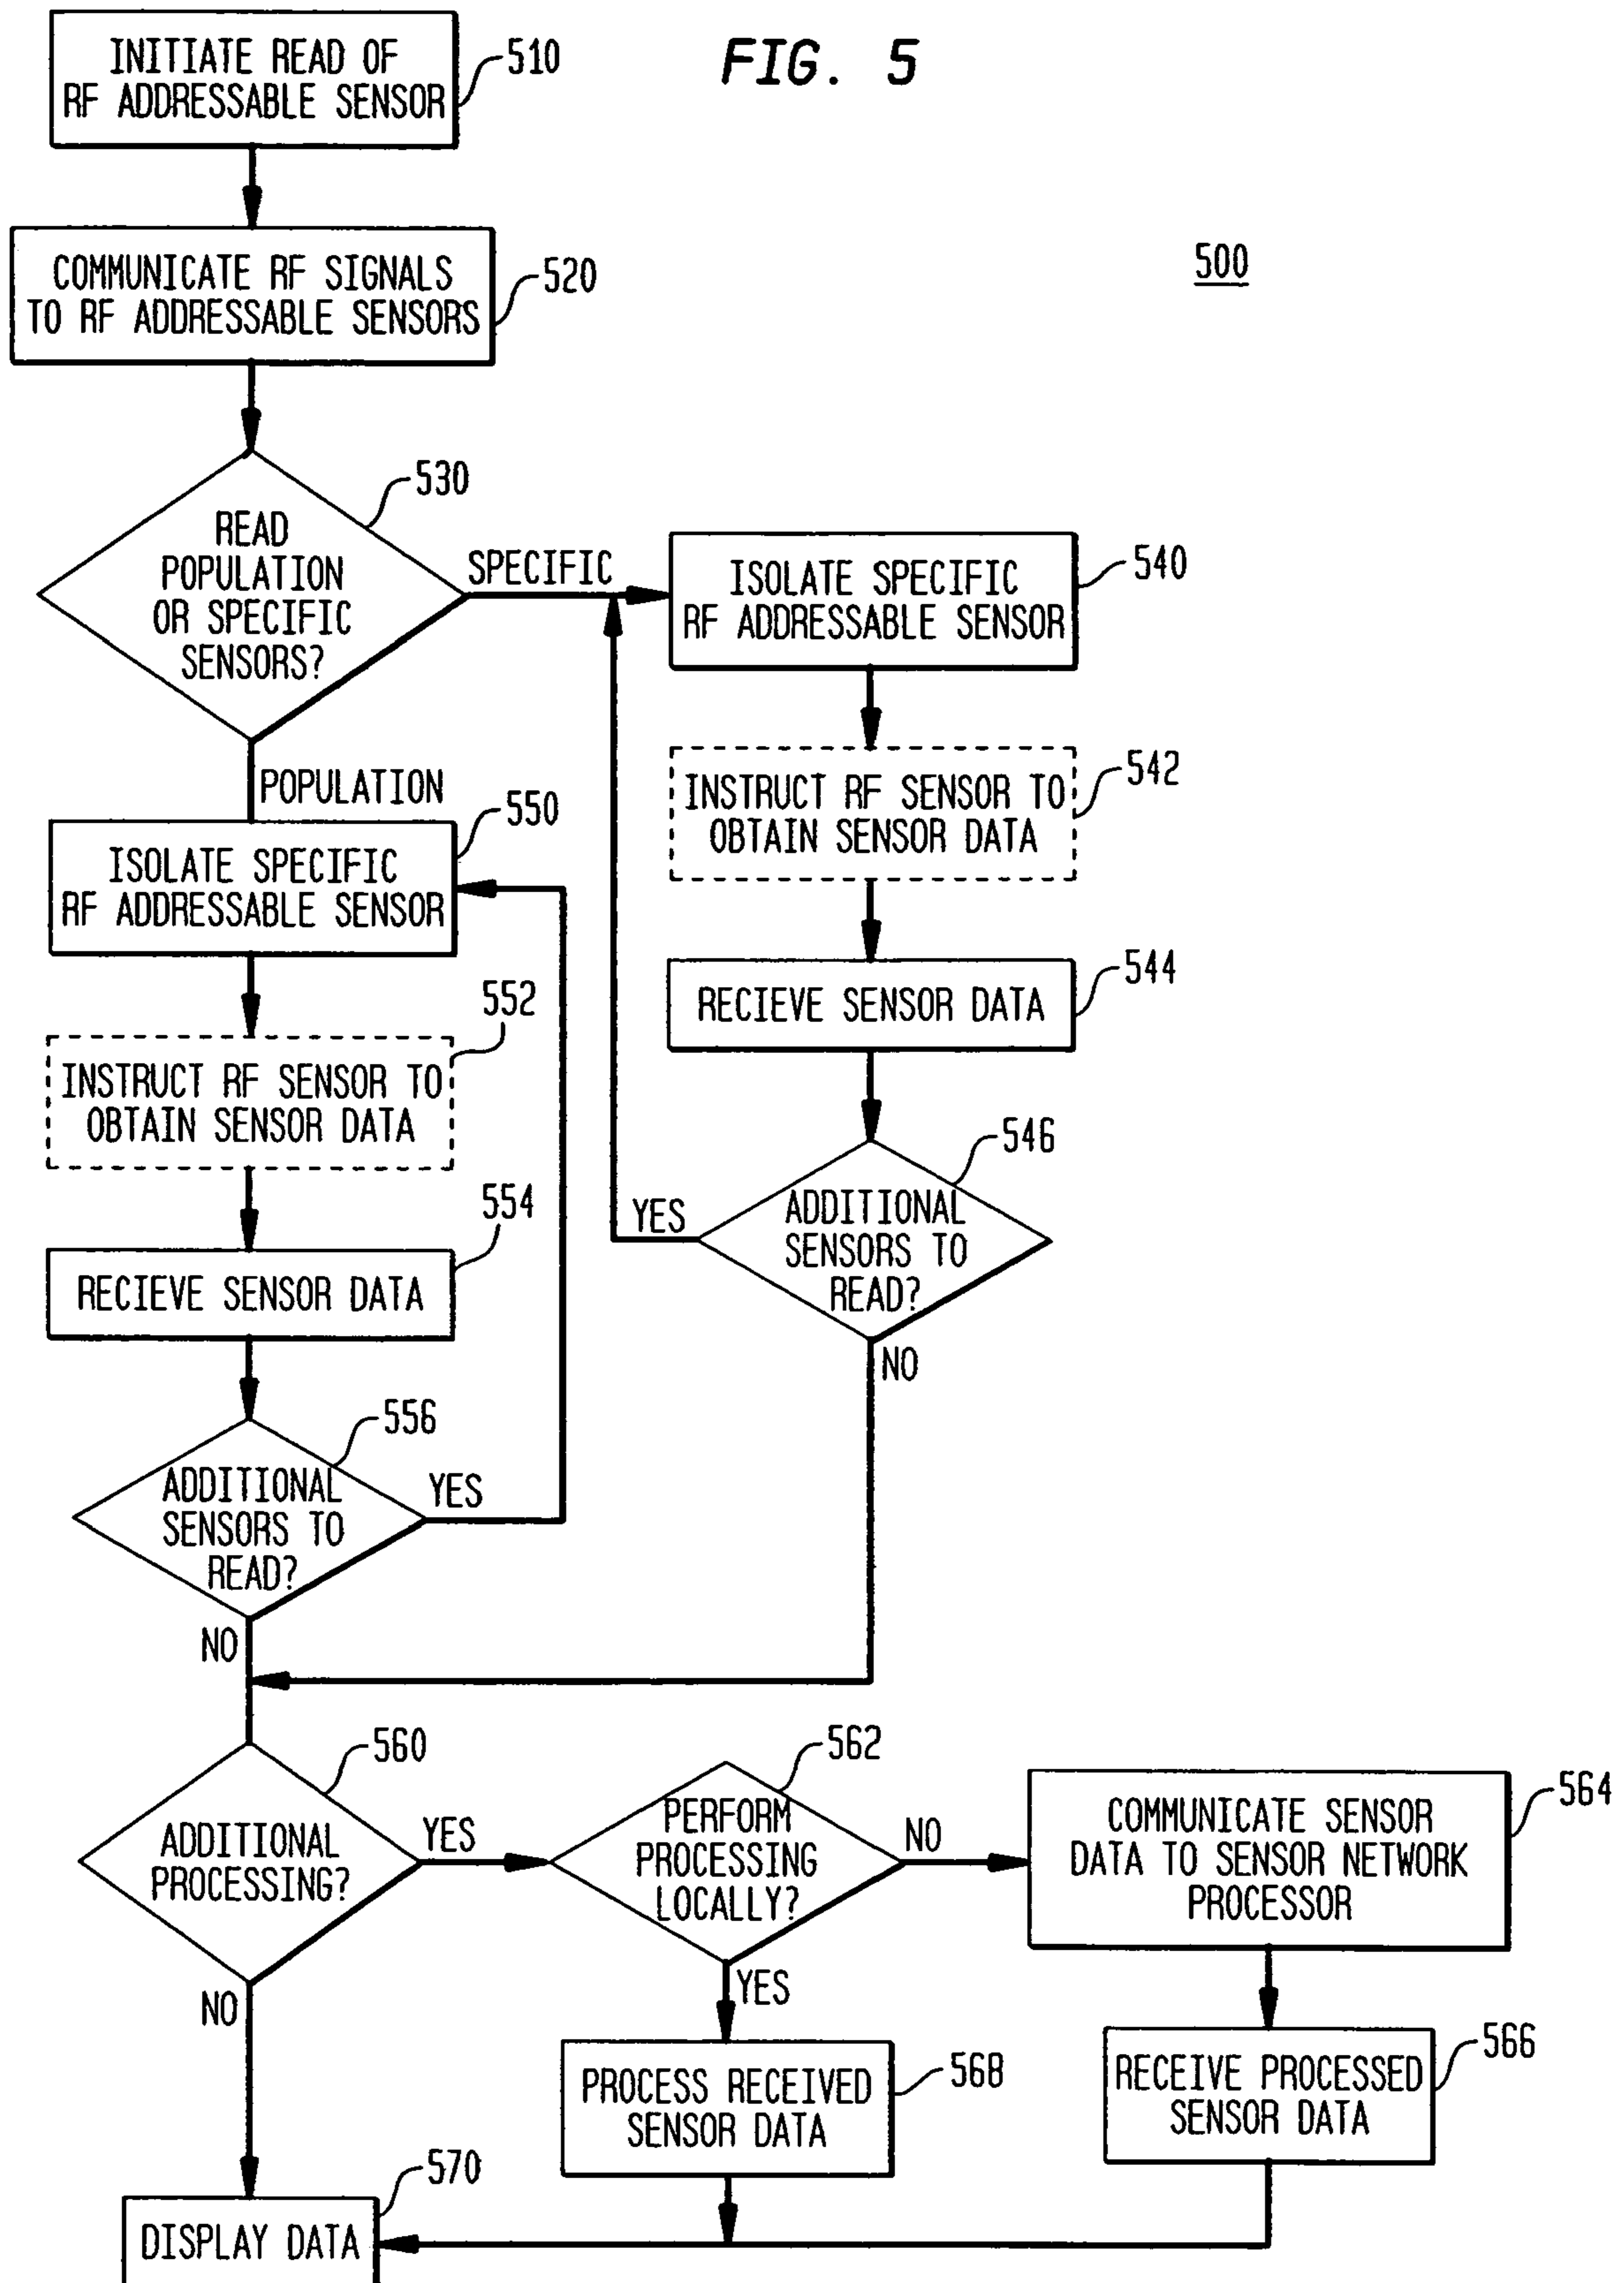 FIG. 5
500
INITIATE READ OF
RF ADDRESSABLE SENSOR
510
COMMUNICATE RF SIGNALS
TO RF ADDRESSABLE SENSORS
520
READ
POPULATION
OR SPECIFIC
SENSORS?
530
SPECIFIC
POPULATION
ISOLATE SPECIFIC
RF ADDRESSABLE SENSOR
540
INSTRUCT RF SENSOR TO
OBTAIN SENSOR DATA
542
RECIEVE SENSOR DATA
544
ADDITIONAL
SENSORS TO
READ?
546
YES
NO
ISOLATE SPECIFIC
RF ADDRESSABLE SENSOR
550
INSTRUCT RF SENSOR TO
OBTAIN SENSOR DATA
552
RECIEVE SENSOR DATA
554
ADDITIONAL
SENSORS TO
READ?
556
YES
NO
ADDITIONAL
PROCESSING?
560
YES
NO
PERFORM
PROCESSING
LOCALLY?
562
NO
YES
COMMUNICATE SENSOR
DATA TO SENSOR NETWORK
PROCESSOR
564
RECEIVE PROCESSED
SENSOR DATA
566
PROCESS RECEIVED
SENSOR DATA
568
DISPLAY DATA
570